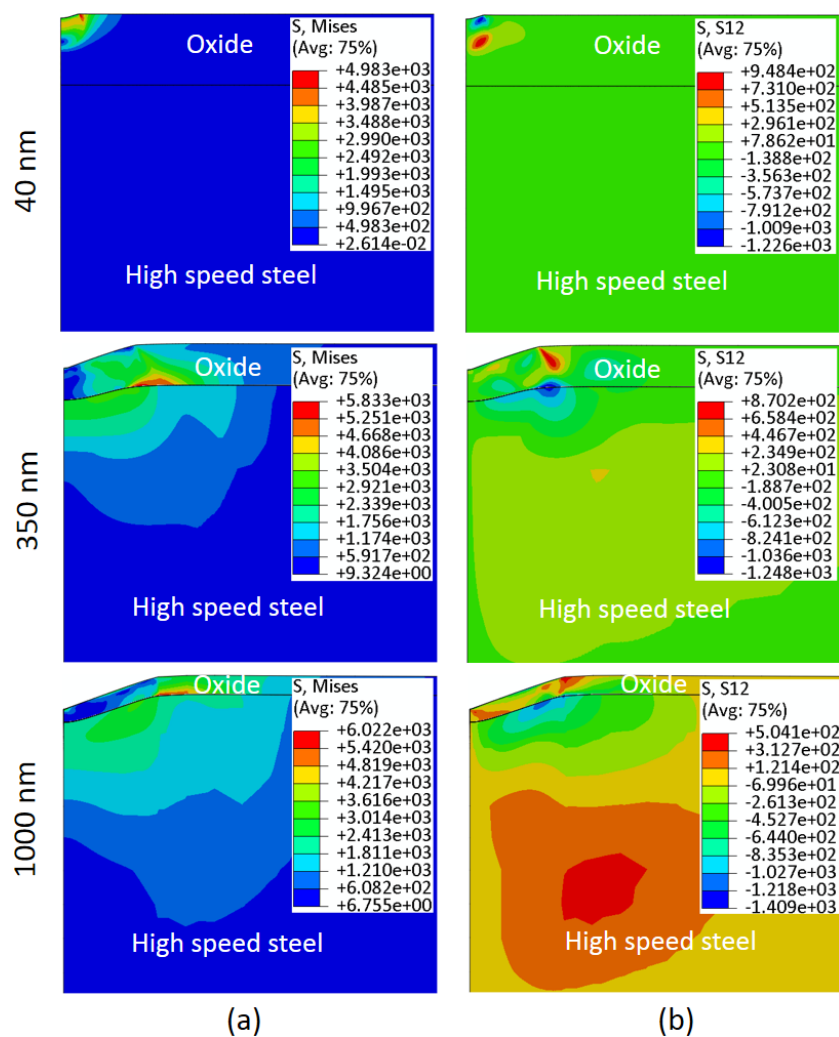 40 nm
Oxide
S, Mises
(Avg: 75%)
+4.983e+03
+4.485e+03
+3.987e+03
+3.488e+03
+2.990e+03
+2.492e+03
+1.993e+03
+1.495e+03
+9.967e+02
+4.983e+02
+2.614e-02
High speed steel
Oxide
S, S12
(Avg: 75%)
+9.484e+02
+7.310e+02
+5.135e+02
+2.961e+02
+7.862e+01
-1.388e+02
-3.563e+02
-5.737e+02
-7.912e+02
-1.009e+03
-1.226e+03
High speed steel
350 nm
Oxide
S, Mises
(Avg: 75%)
+5.833e+03
+5.251e+03
+4.668e+03
+4.086e+03
+3.504e+03
+2.921e+03
+2.339e+03
+1.756e+03
+1.174e+03
+5.917e+02
+9.324e+00
High speed steel
Oxide
S, S12
(Avg: 75%)
+8.702e+02
+6.584e+02
+4.467e+02
+2.349e+02
+2.308e+01
-1.887e+02
-4.005e+02
-6.123e+02
-8.241e+02
-1.036e+03
-1.248e+03
High speed steel
1000 nm
Oxide
S, Mises
(Avg: 75%)
+6.022e+03
+5.420e+03
+4.819e+03
+4.217e+03
+3.616e+03
+3.014e+03
+2.413e+03
+1.811e+03
+1.210e+03
+6.082e+02
+6.755e+00
High speed steel
Oxide
S, S12
(Avg: 75%)
+5.041e+02
+3.127e+02
+1.214e+02
-6.996e+01
-2.613e+02
-4.527e+02
-6.440e+02
-8.353e+02
-1.027e+03
-1.218e+03
-1.409e+03
High speed steel
(a)
(b)